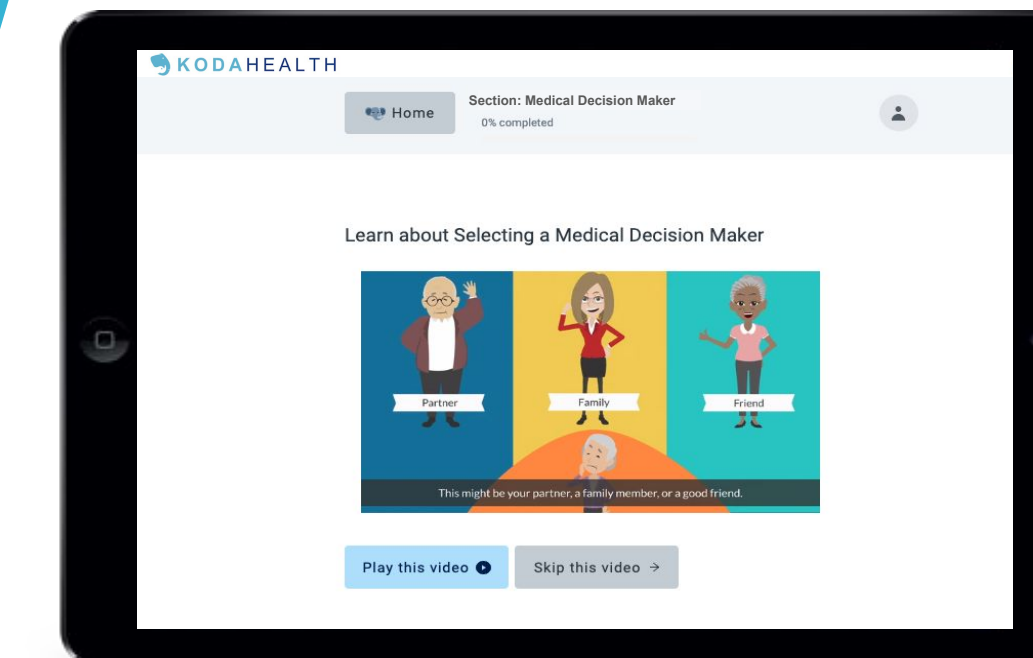 KODAHEALTH
Home
Section: Medical Decision Maker
0% completed
Learn about Selecting a Medical Decision Maker
Partner
Family
Friend
This might be your partner, a family member, or a good friend.
Play this video
Skip this video →